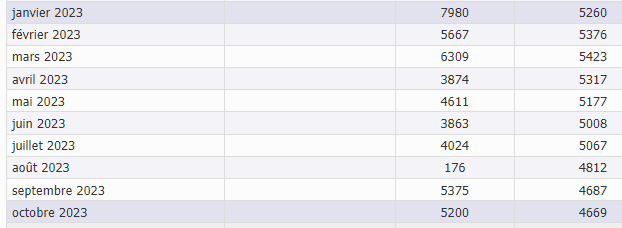 janvier 2023 7980 5260
février 2023 5667 5376
mars 2023 6309 5423
avril 2023 3874 5317
mai 2023 4611 5177
juin 2023 3863 5008
juillet 2023 4024 5067
août 2023 176 4812
septembre 2023 5375 4687
octobre 2023 5200 4669